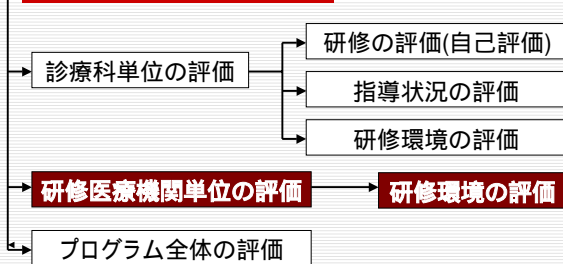 研修の評価(自己評価)
診療科単位の評価
指導状況の評価
研修環境の評価
研修医療機関単位の評価
研修環境の評価
プログラム全体の評価